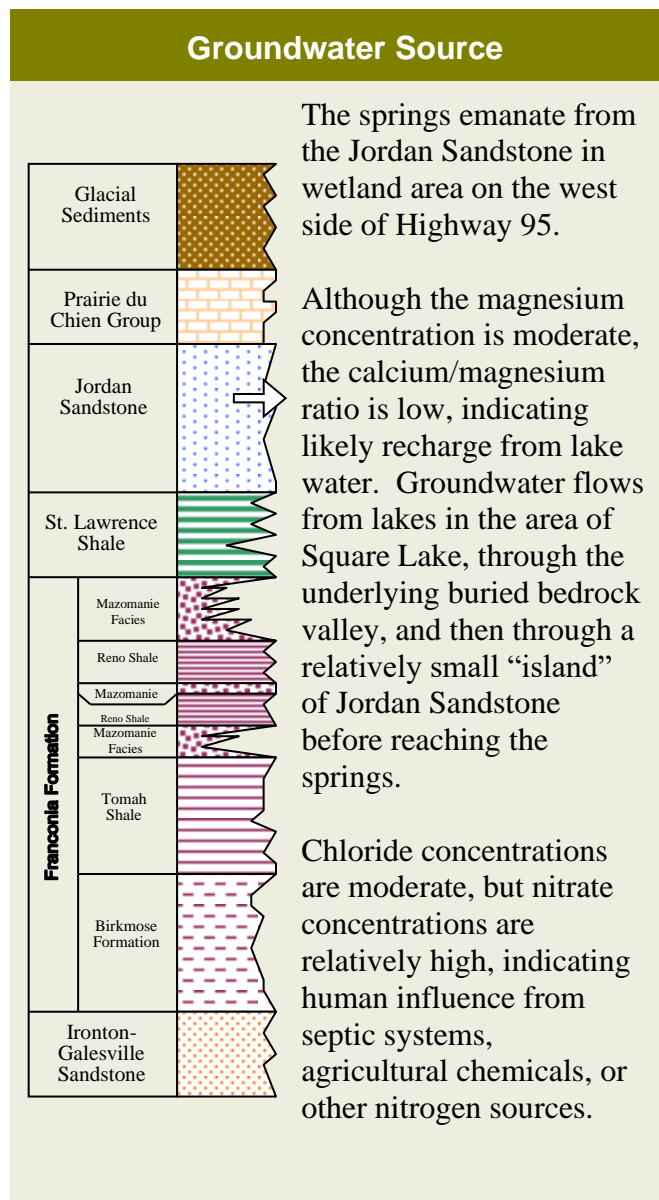 Groundwater Source
Glacial
Sediments
Prairie du
Chien Group
Jordan
Sandstone
St. Lawrence
Shale
Franconia Formation
Mazomanie
Facies
Reno Shale
Mazomanie
Reno Shale
Mazomanie
Facies
Tomah
Shale
Birkmose
Formation
Ironton-
Galesville
Sandstone
The springs emanate from
the Jordan Sandstone in
wetland area on the west
side of Highway 95.
Although the magnesium
concentration is moderate,
the calcium/magnesium
ratio is low, indicating
likely recharge from lake
water.  Groundwater flows
from lakes in the area of
Square Lake, through the
underlying buried bedrock
valley, and then through a
relatively small “island”
of Jordan Sandstone
before reaching the
springs.
Chloride concentrations
are moderate, but nitrate
concentrations are
relatively high, indicating
human influence from
septic systems,
agricultural chemicals, or
other nitrogen sources.